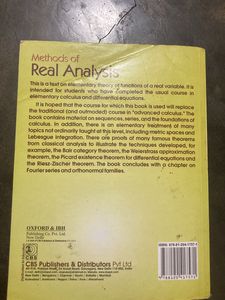 Methods of
Real Analysis
This is a text on elementary theory of functions of a real variable. It is
intended for students who have completed the usual course in
elementary calculus and differential equations.
It is hoped that the course for which this book is used will replace
the traditional (and outmoded) course in "advanced calculus." The
book contains material on sequences, series, and the foundations of
calculus. In addition, there is an elementary treatment of many
topics not ordinarily taught at this level, including metric spaces and
Lebesgue integration. There are proofs of many famous theorems
from classical analysis to illustrate the techniques developed, for
example, the Bair category theorem, the Weierstrass approximation
theorem, the Picard existence theorem for differential equations and
the Riesz-Fischer theorem. The book concludes with a chapter on
Fourier series and orthonormal families.
OXFORD & IBH
Publishing Co. Pvt. Ltd.
New Delhi
CBS Publishers & Distributors Pvt Ltd